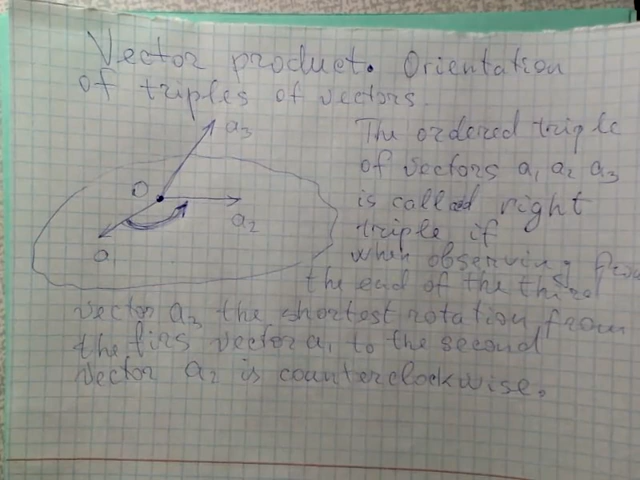 Vector product. Orientation
of triples of vectors.
a3
O
a2
a1
The ordered triple
of vectors a1 a2 a3
is called right
triple if
when observing from
the end of the third
vector a3 the shortest rotation from
the firs vector a1 to the second
vector a2 is counterclockwise.